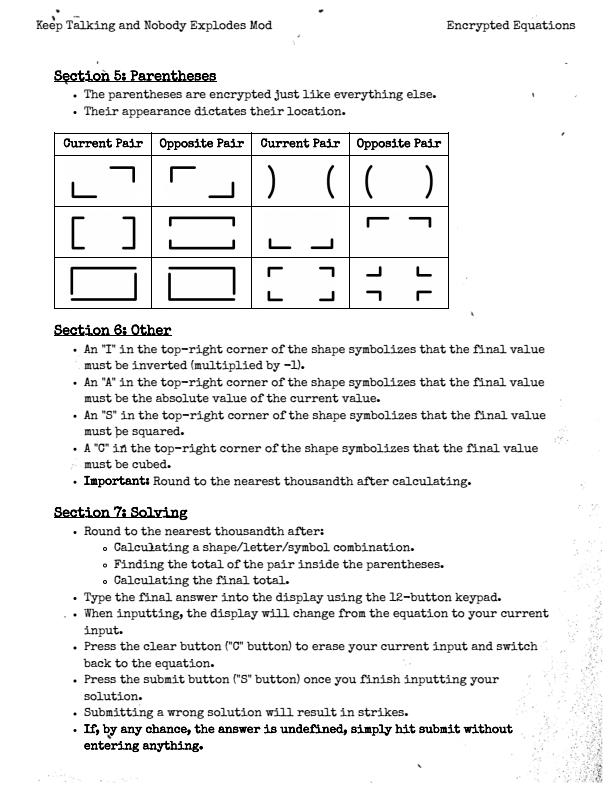 Keep Talking and Nobody Explodes Mod Encrypted Equations
Section 5: Parentheses
• The parentheses are encrypted just like everything else.
• Their appearance dictates their location.
Current Pair Opposite Pair Current Pair Opposite Pair
) ( ( )
[ ]
Section 6: Other
• An "I" in the top-right corner of the shape symbolizes that the final value
must be inverted (multiplied by -1).
• An "A" in the top-right corner of the shape symbolizes that the final value
must be the absolute value of the current value.
• An "S" in the top-right corner of the shape symbolizes that the final value
must be squared.
• A "C" in the top-right corner of the shape symbolizes that the final value
must be cubed.
• Important: Round to the nearest thousandth after calculating.
Section 7: Solving
• Round to the nearest thousandth after:
o Calculating a shape/letter/symbol combination.
o Finding the total of the pair inside the parentheses.
o Calculating the final total.
• Type the final answer into the display using the 12-button keypad.
• When inputting, the display will change from the equation to your current
input.
• Press the clear button ("C" button) to erase your current input and switch
back to the equation.
• Press the submit button ("S" button) once you finish inputting your
solution.
• Submitting a wrong solution will result in strikes.
• If, by any chance, the answer is undefined, simply hit submit without
entering anything.